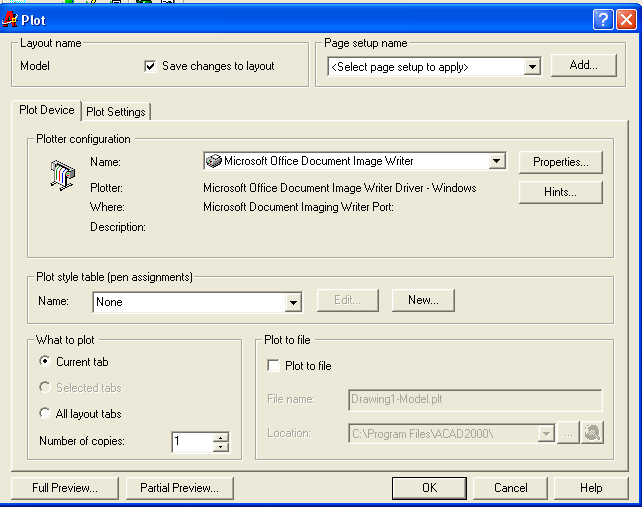 Plot
Layout name
Model
Save changes to layout
Page setup name
<Select page setup to apply>
Add...
Plot Device
Plot Settings
Plotter configuration
Name:
Microsoft Office Document Image Writer
Properties...
Plotter:
Microsoft Office Document Image Writer Driver - Windows
Hints...
Where:
Microsoft Document Imaging Writer Port:
Description:
Plot style table (pen assignments)
Name:
None
Edit...
New...
What to plot
Current tab
Selected tabs
All layout tabs
Number of copies:
1
Plot to file
Plot to file
File name:
Drawing1-Model.plt
Location:
C:\Program Files\ACAD2000\
...
Full Preview...
Partial Preview...
OK
Cancel
Help